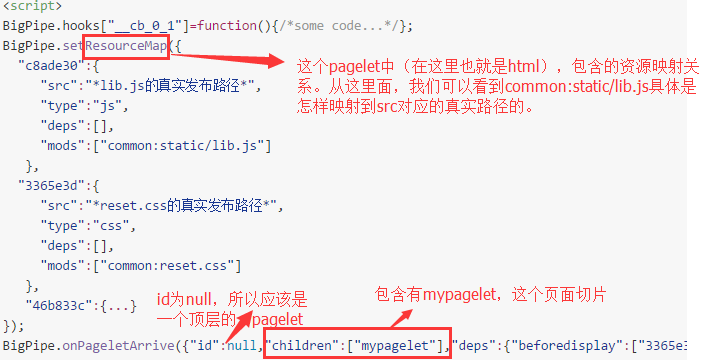 <script>
BigPipe.hooks["__cb_0_1"]=function(){/*some code...*/};
BigPipe.setResourceMap({
"c8ade30":{
"src":"*lib.js的真实发布路径*",
"type":"js",
"deps":[],
"mods":["common:static/lib.js"]
},
"3365e3d":{
"src":"*reset.css的真实发布路径*",
"type":"css",
"deps":[],
"mods":["common:reset.css"]
},
"46b833c":{...}
});
BigPipe.onPageletArrive({"id":null,"children":["mypagelet"],"deps":{"beforedisplay":["3365e3
这个pagelet中（在这里也就是html），包含的资源映射关
系。从这里面，我们可以看到common:static/lib.js具体是
怎样映射到src对应的真实路径的。
id为null，所以应该是
一个顶层的 pagelet
包含有mypagelet，这个页面切片